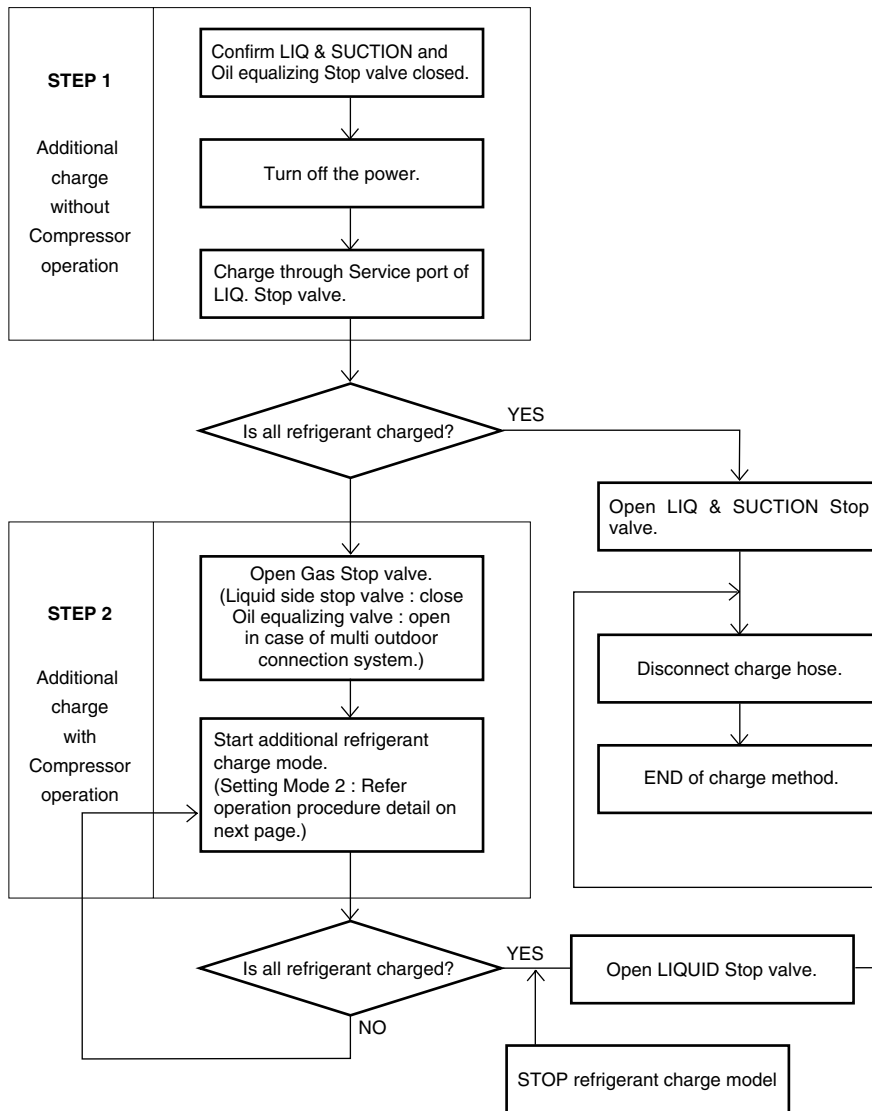 STEP 1
Additional
charge
without
Compressor
operation
Confirm LIQ & SUCTION and
Oil equalizing Stop valve closed.
Turn off the power.
Charge through Service port of
LIQ. Stop valve.
Is all refrigerant charged?
YES
Open LIQ & SUCTION Stop
valve.
STEP 2
Additional
charge
with
Compressor
operation
Open Gas Stop valve.
(Liquid side stop valve : close
Oil equalizing valve : open
in case of multi outdoor
connection system.)
Start additional refrigerant
charge mode.
(Setting Mode 2 : Refer
operation procedure detail on
next page.)
Disconnect charge hose.
END of charge method.
Is all refrigerant charged?
YES
NO
Open LIQUID Stop valve.
STOP refrigerant charge model